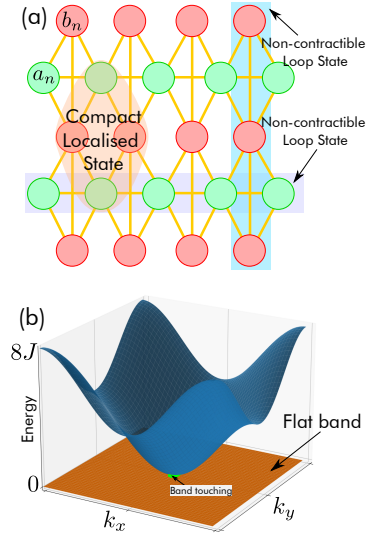 (a)
b_n
Non-contractible
Loop State
a_n
Compact
Localised
State
Non-contractible
Loop State
(b)
8J
Energy
Flat band
0
Band touching
k_x
k_y